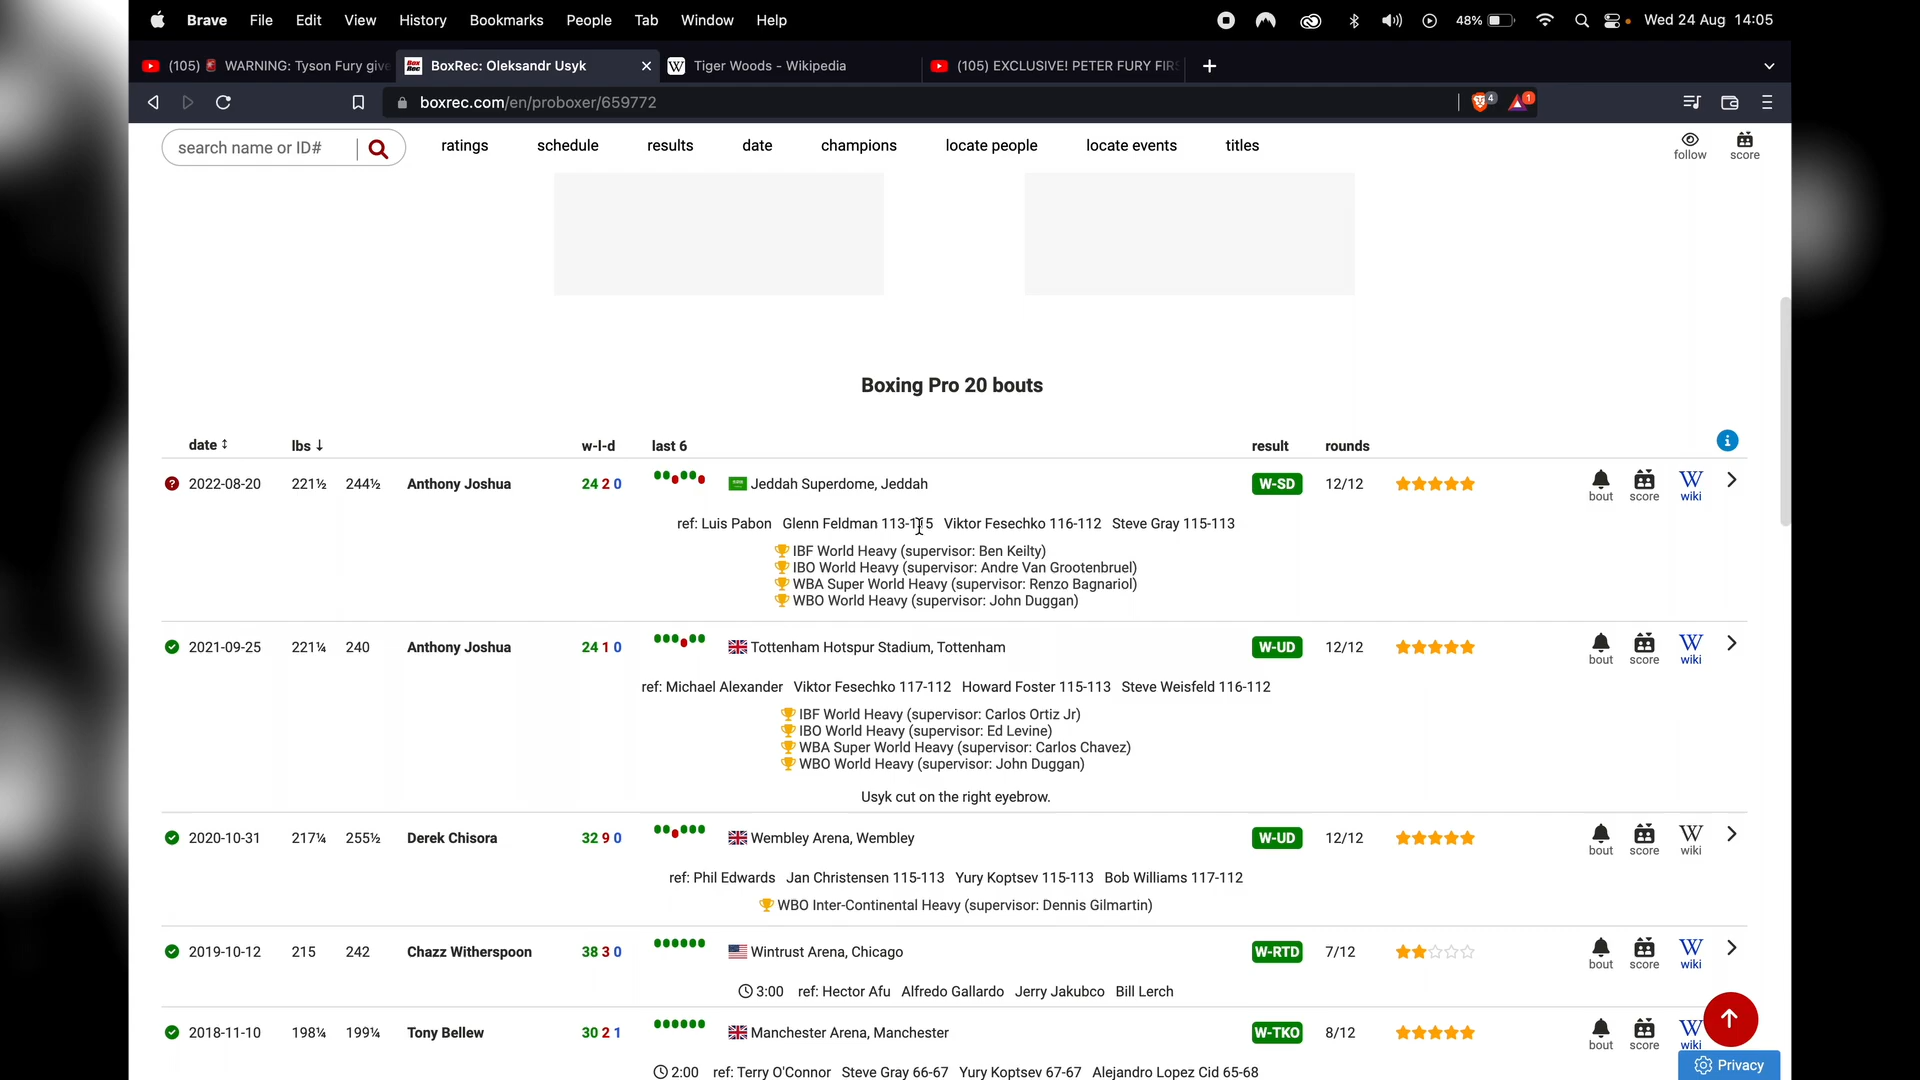 Brave File Edit View History Bookmarks People Tab Window Help 48% Wed 24 Aug 14:05
(105) 🚨 WARNING: Tyson Fury give BoxRec: Oleksandr Usyk Tiger Woods - Wikipedia (105) EXCLUSIVE! PETER FURY FIRS
boxrec.com/en/proboxer/659772 4 1
search name or ID# ratings schedule results date champions locate people locate events titles follow score
Boxing Pro 20 bouts
date lbs w-l-d last 6 result rounds
2022-08-20 221½ 244½ Anthony Joshua 24 2 0 Jeddah Superdome, Jeddah W-SD 12/12 bout score wiki
ref: Luis Pabon Glenn Feldman 113-115 Viktor Fesechko 116-112 Steve Gray 115-113
IBF World Heavy (supervisor: Ben Keilty)
IBO World Heavy (supervisor: Andre Van Grootenbruel)
WBA Super World Heavy (supervisor: Renzo Bagnariol)
WBO World Heavy (supervisor: John Duggan)
2021-09-25 221¼ 240 Anthony Joshua 24 1 0 Tottenham Hotspur Stadium, Tottenham W-UD 12/12 bout score wiki
ref: Michael Alexander Viktor Fesechko 117-112 Howard Foster 115-113 Steve Weisfeld 116-112
IBF World Heavy (supervisor: Carlos Ortiz Jr)
IBO World Heavy (supervisor: Ed Levine)
WBA Super World Heavy (supervisor: Carlos Chavez)
WBO World Heavy (supervisor: John Duggan)
Usyk cut on the right eyebrow.
2020-10-31 217¼ 255½ Derek Chisora 32 9 0 Wembley Arena, Wembley W-UD 12/12 bout score wiki
ref: Phil Edwards Jan Christensen 115-113 Yury Koptsev 115-113 Bob Williams 117-112
WBO Inter-Continental Heavy (supervisor: Dennis Gilmartin)
2019-10-12 215 242 Chazz Witherspoon 38 3 0 Wintrust Arena, Chicago W-RTD 7/12 bout score wiki
3:00 ref: Hector Afu Alfredo Gallardo Jerry Jakubco Bill Lerch
2018-11-10 198¼ 199¼ Tony Bellew 30 2 1 Manchester Arena, Manchester W-TKO 8/12 bout score wiki
2:00 ref: Terry O'Connor Steve Gray 66-67 Yury Koptsev 67-67 Alejandro Lopez Cid 65-68
Privacy